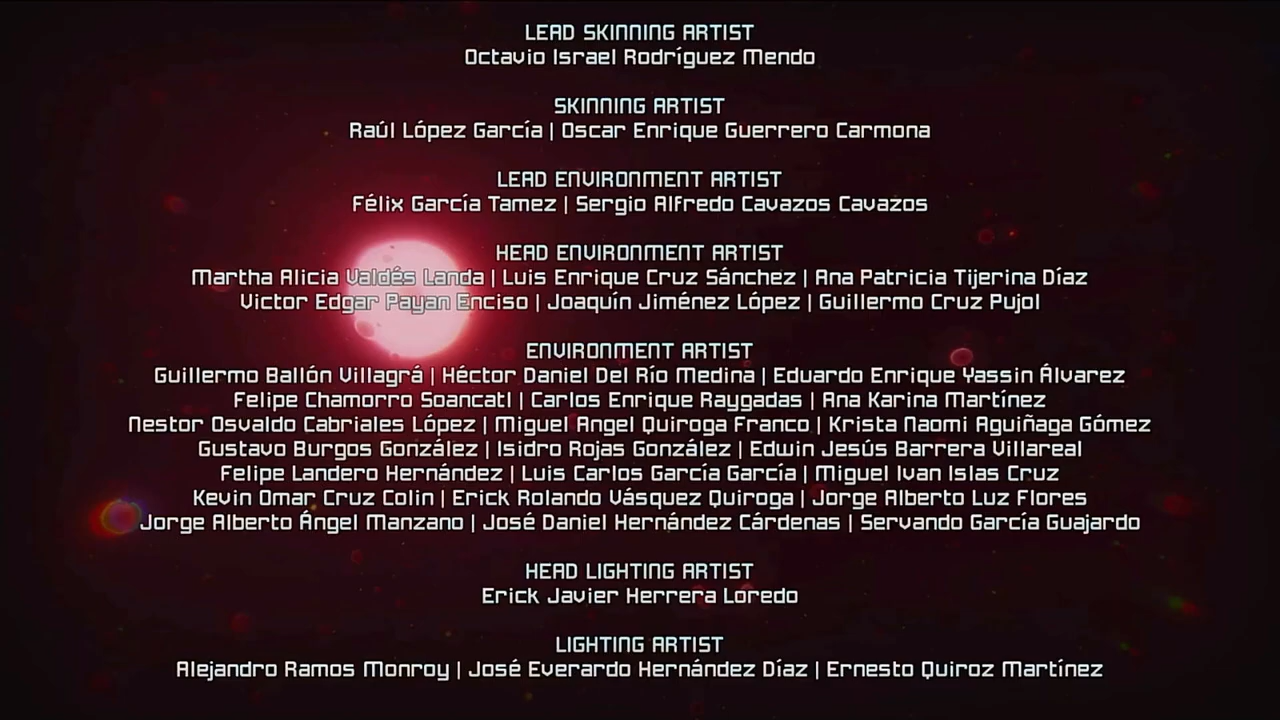 LEAD SKINNING ARTIST
Octavio Israel Rodríguez Mendo
SKINNING ARTIST
Raúl López García | Oscar Enrique Guerrero Carmona
LEAD ENVIRONMENT ARTIST
Félix García Tamez | Sergio Alfredo Cavazos Cavazos
HEAD ENVIRONMENT ARTIST
Martha Alicia Valdés Landa | Luis Enrique Cruz Sánchez | Ana Patricia Tijerina Díaz
Victor Edgar Payan Enciso | Joaquín Jiménez López | Guillermo Cruz Pujol
ENVIRONMENT ARTIST
Guillermo Ballón Villagrá | Héctor Daniel Del Río Medina | Eduardo Enrique Yassin Álvarez
Felipe Chamorro Soancatl | Carlos Enrique Raygadas | Ana Karina Martínez
Nestor Osvaldo Cabriales López | Miguel Angel Quiroga Franco | Krista Naomi Aguiñaga Gómez
Gustavo Burgos González | Isidro Rojas González | Edwin Jesús Barrera Villareal
Felipe Landero Hernández | Luis Carlos García García | Miguel Ivan Islas Cruz
Kevin Omar Cruz Colin | Erick Rolando Vásquez Quiroga | Jorge Alberto Luz Flores
Jorge Alberto Ángel Manzano | José Daniel Hernández Cárdenas | Servando García Guajardo
HEAD LIGHTING ARTIST
Erick Javier Herrera Loredo
LIGHTING ARTIST
Alejandro Ramos Monroy | José Everardo Hernández Díaz | Ernesto Quiroz Martínez